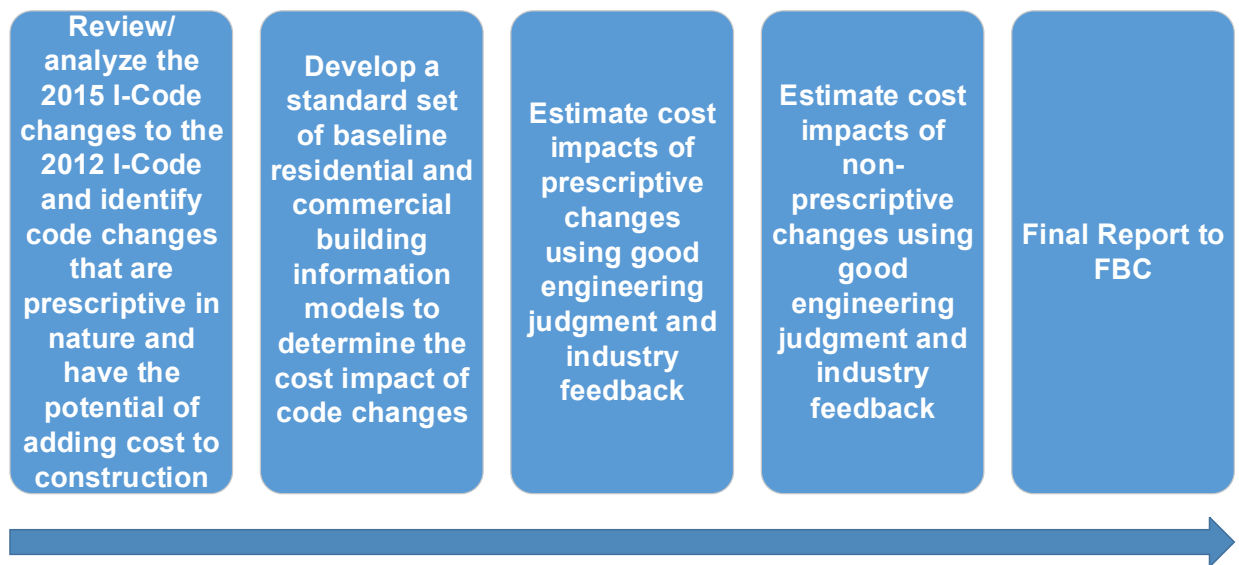 Review/
analyze the
2015 I-Code
changes to the
2012 I-Code
and identify
code changes
that are
prescriptive in
nature and
have the
potential of
adding cost to
construction
Develop a
standard set
of baseline
residential and
commercial
building
information
models to
determine the
cost impact of
code changes
Estimate cost
impacts of
prescriptive
changes
using good
engineering
judgment and
industry
feedback
Estimate cost
impacts of
non-
prescriptive
changes using
good
engineering
judgment and
industry
feedback
Final Report to
FBC